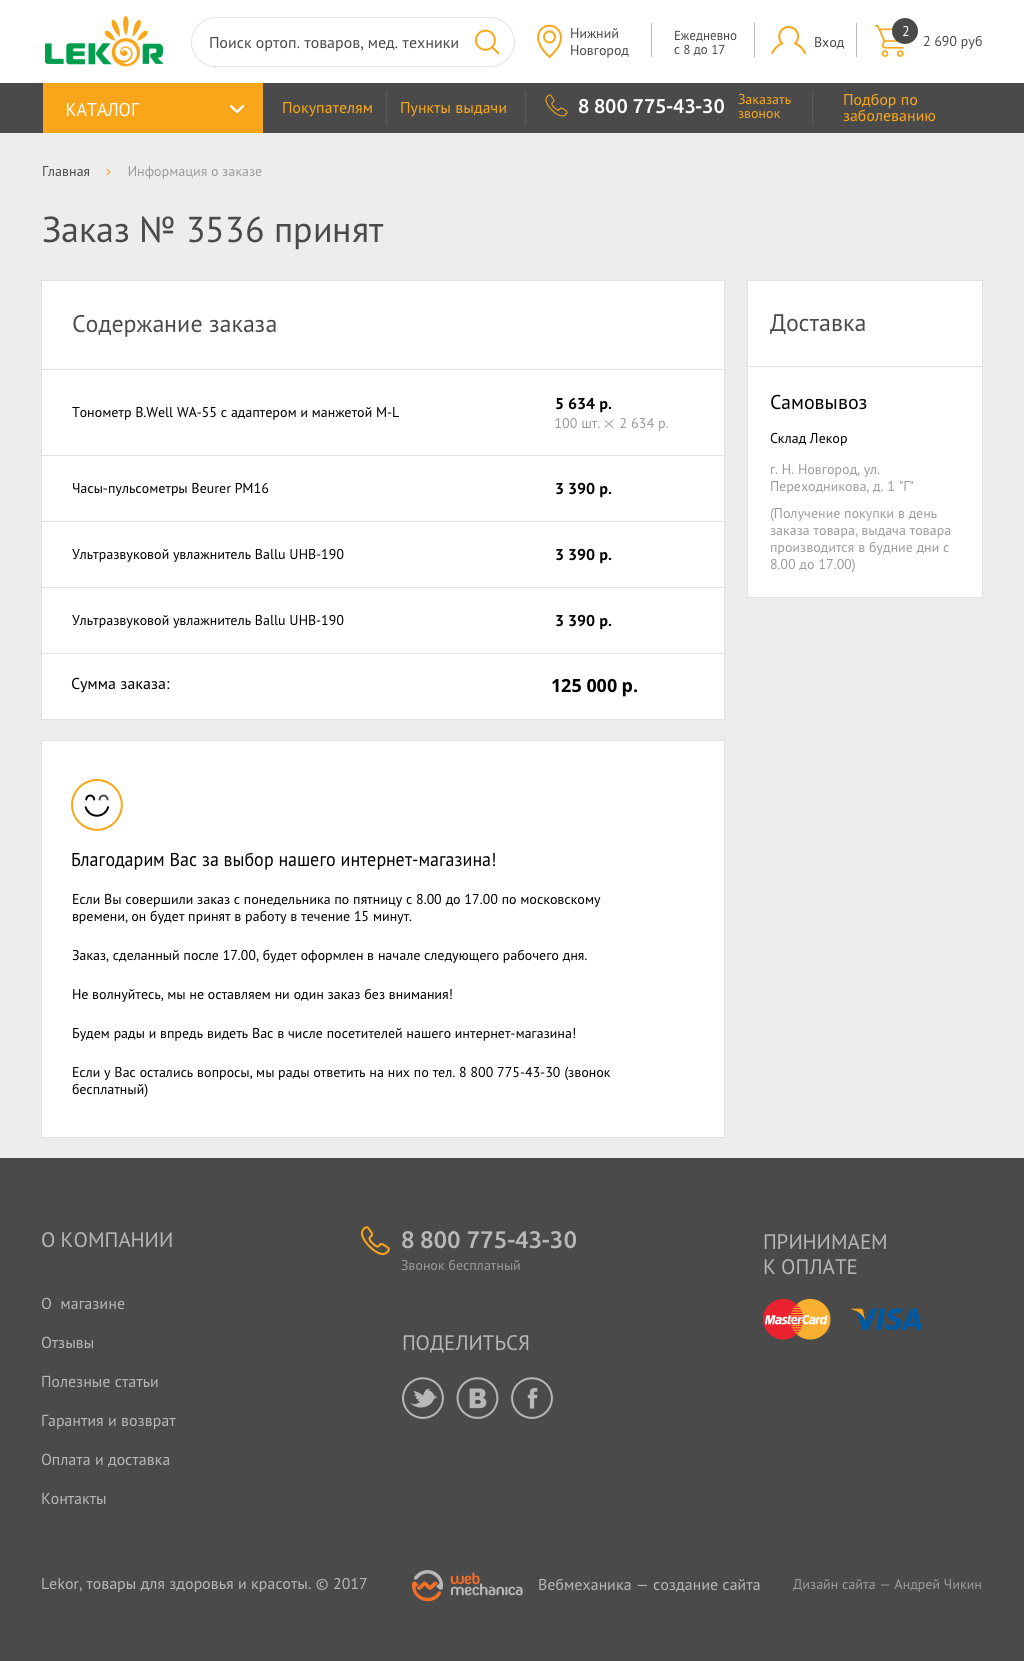 LEKOR
Поиск ортоп. товаров, мед. техники
Нижний
Новгород
Ежедневно
с 8 до 17
Вход
2
2 690 руб
КАТАЛОГ
Покупателям
Пункты выдачи
8 800 775-43-30
Заказать
звонок
Подбор по
заболеванию
Главная
Информация о заказе
Заказ № 3536 принят
Содержание заказа
Тонометр B.Well WA-55 с адаптером и манжетой M-L
5 634 р.
100 шт. × 2 634 р.
Часы-пульсометры Beurer PM16
3 390 р.
Ультразвуковой увлажнитель Ballu UHB-190
3 390 р.
Ультразвуковой увлажнитель Ballu UHB-190
3 390 р.
Сумма заказа:
125 000 р.
Доставка
Самовывоз
Склад Лекор
г. Н. Новгород, ул.
Переходникова, д. 1 "Г"
(Получение покупки в день
заказа товара, выдача товара
производится в будние дни с
8.00 до 17.00)
Благодарим Вас за выбор нашего интернет-магазина!
Если Вы совершили заказ с понедельника по пятницу с 8.00 до 17.00 по московскому
времени, он будет принят в работу в течение 15 минут.
Заказ, сделанный после 17.00, будет оформлен в начале следующего рабочего дня.
Не волнуйтесь, мы не оставляем ни один заказ без внимания!
Будем рады и впредь видеть Вас в числе посетителей нашего интернет-магазина!
Если у Вас остались вопросы, мы рады ответить на них по тел. 8 800 775-43-30 (звонок
бесплатный)
О КОМПАНИИ
О  магазине
Отзывы
Полезные статьи
Гарантия и возврат
Оплата и доставка
Контакты
8 800 775-43-30
Звонок бесплатный
ПОДЕЛИТЬСЯ
В
f
ПРИНИМАЕМ
К ОПЛАТЕ
MasterCard
VISA
Lekor, товары для здоровья и красоты. © 2017
web
mechanica
Вебмеханика — создание сайта
Дизайн сайта — Андрей Чикин